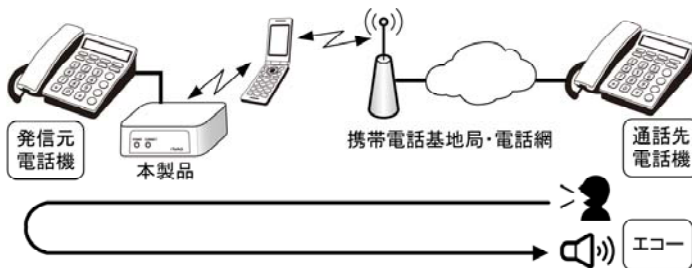 発信元
電話機
本製品
携帯電話基地局・電話網
通話先
電話機
エコー